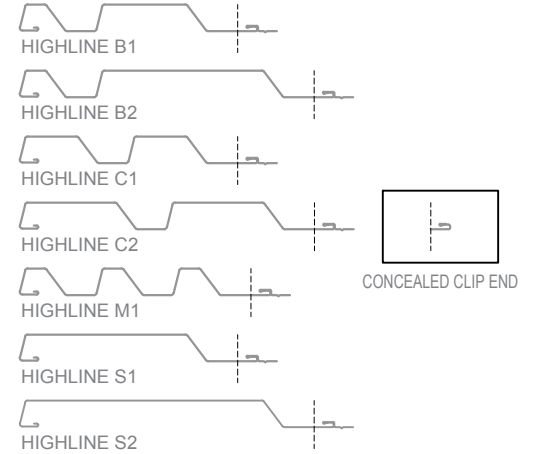 HIGHLINE B1
HIGHLINE B2
HIGHLINE C1
HIGHLINE C2
CONCEALED CLIP END
HIGHLINE M1
HIGHLINE S1
HIGHLINE S2